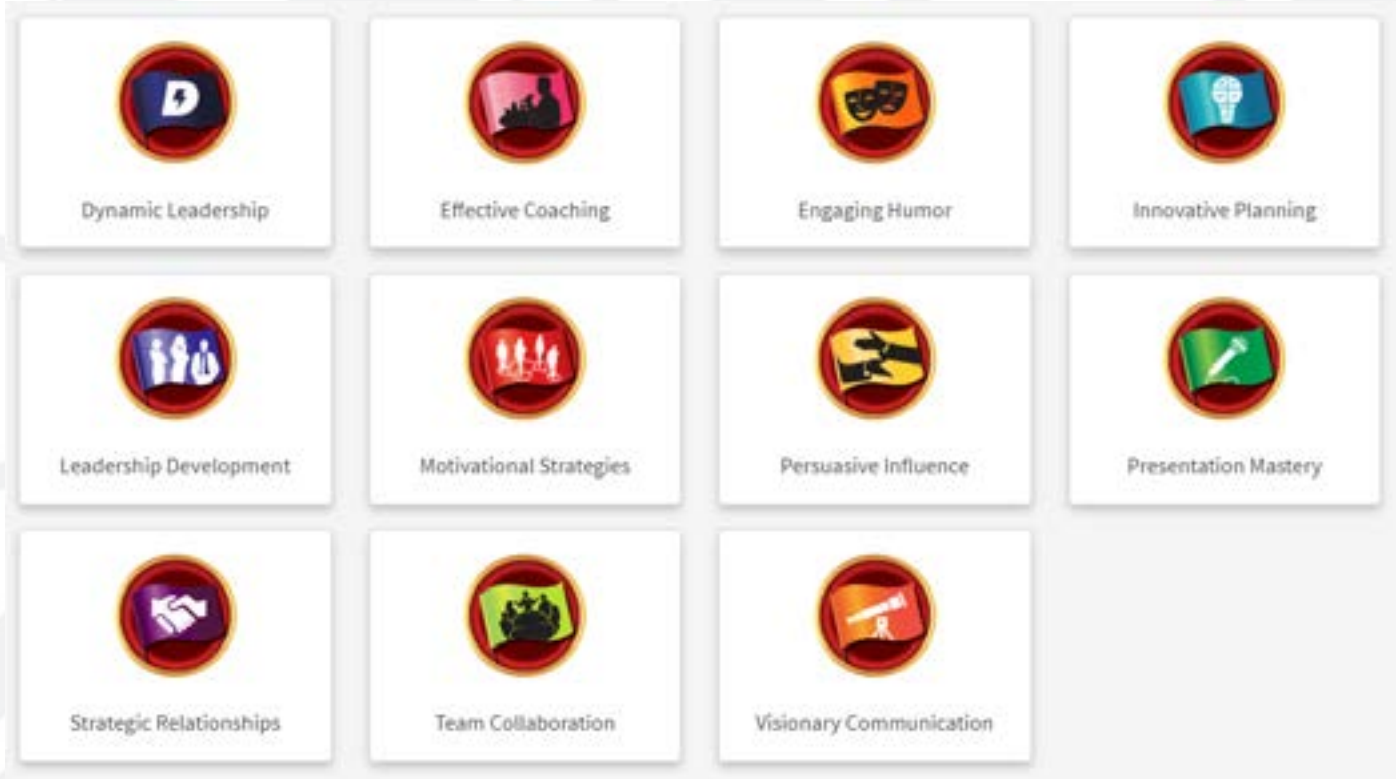 D
Dynamic Leadership
Effective Coaching
Engaging Humor
Innovative Planning
Leadership Development
Motivational Strategies
Persuasive Influence
Presentation Mastery
Strategic Relationships
Team Collaboration
Visionary Communication